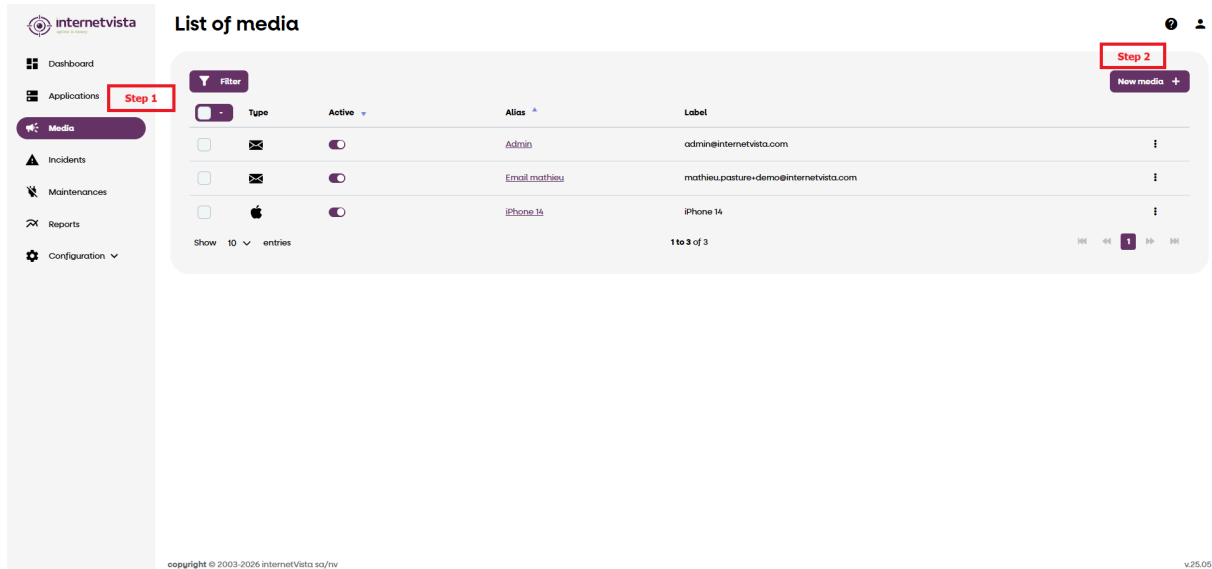 internetvista
List of media
Dashboard
Applications
Step 1
Media
Incidents
Maintenances
Reports
Configuration
Step 2
Filter
New media +
Type Active Alias Label
Admin admin@internetvista.com
Email mathieu mathieu.pasture+demo@internetvista.com
iPhone 14 iPhone 14
Show 10 entries 1 to 3 of 3 1
copyright © 2003-2026 internetVista sa/nv v.25.05